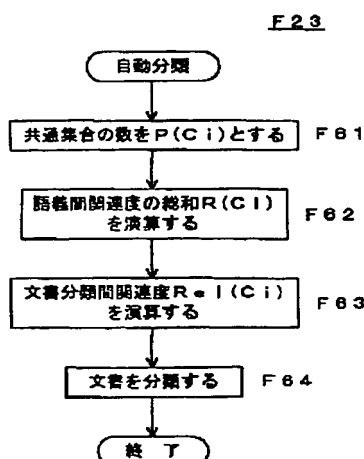 F23
自動分類
共通集合の数をP(Ci)とする F61
語義間関連度の総和R(Ci)
を演算する F62
文書分類間関連度Rel(Ci)
を演算する F63
文書を分類する F64
終 了